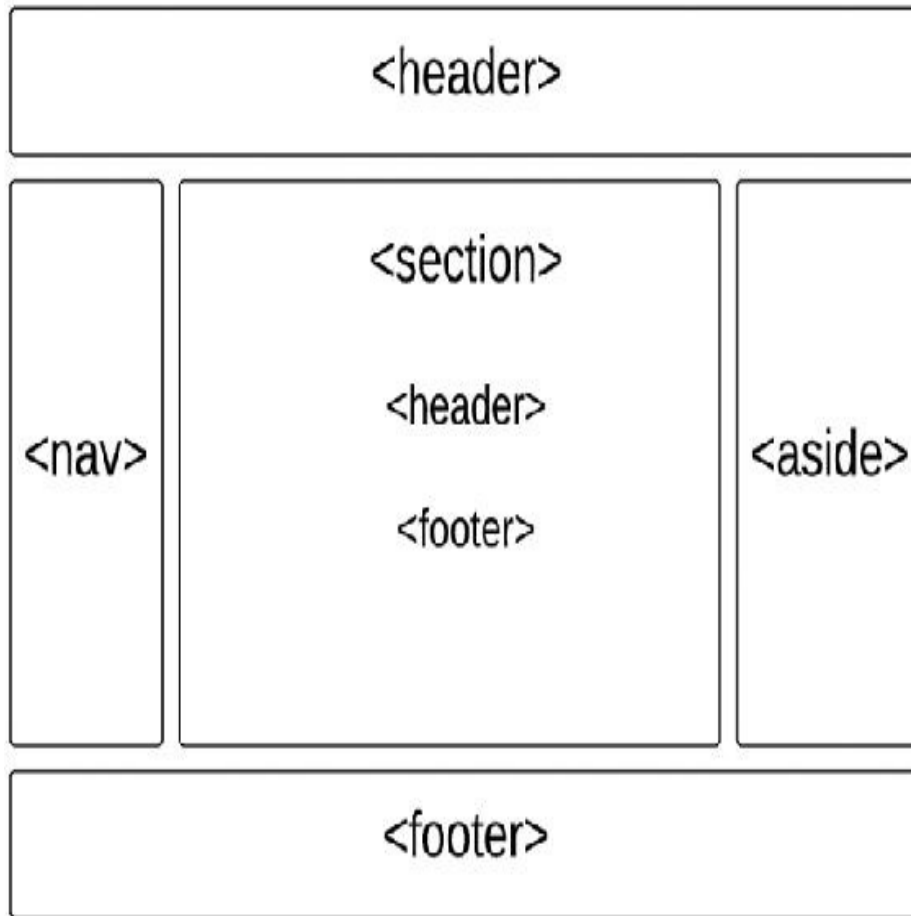 <header>
<section>
<header>
<nav>
<aside>
<footer>
<footer>